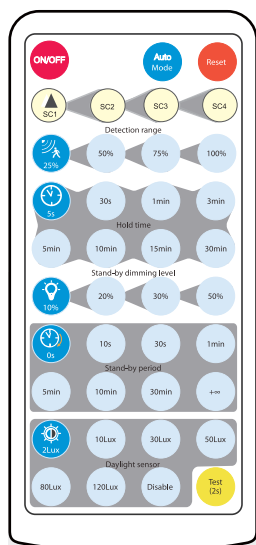 ON/OFF
Auto
Mode
Reset
SC1 SC2 SC3 SC4
Detection range
25% 50% 75% 100%
5s 30s 1min 3min
Hold time
5min 10min 15min 30min
Stand-by dimming level
10% 20% 30% 50%
0s 10s 30s 1min
Stand-by period
5min 10min 30min +∞
2Lux 10Lux 30Lux 50Lux
Daylight sensor
80Lux 120Lux Disable Test
(2s)